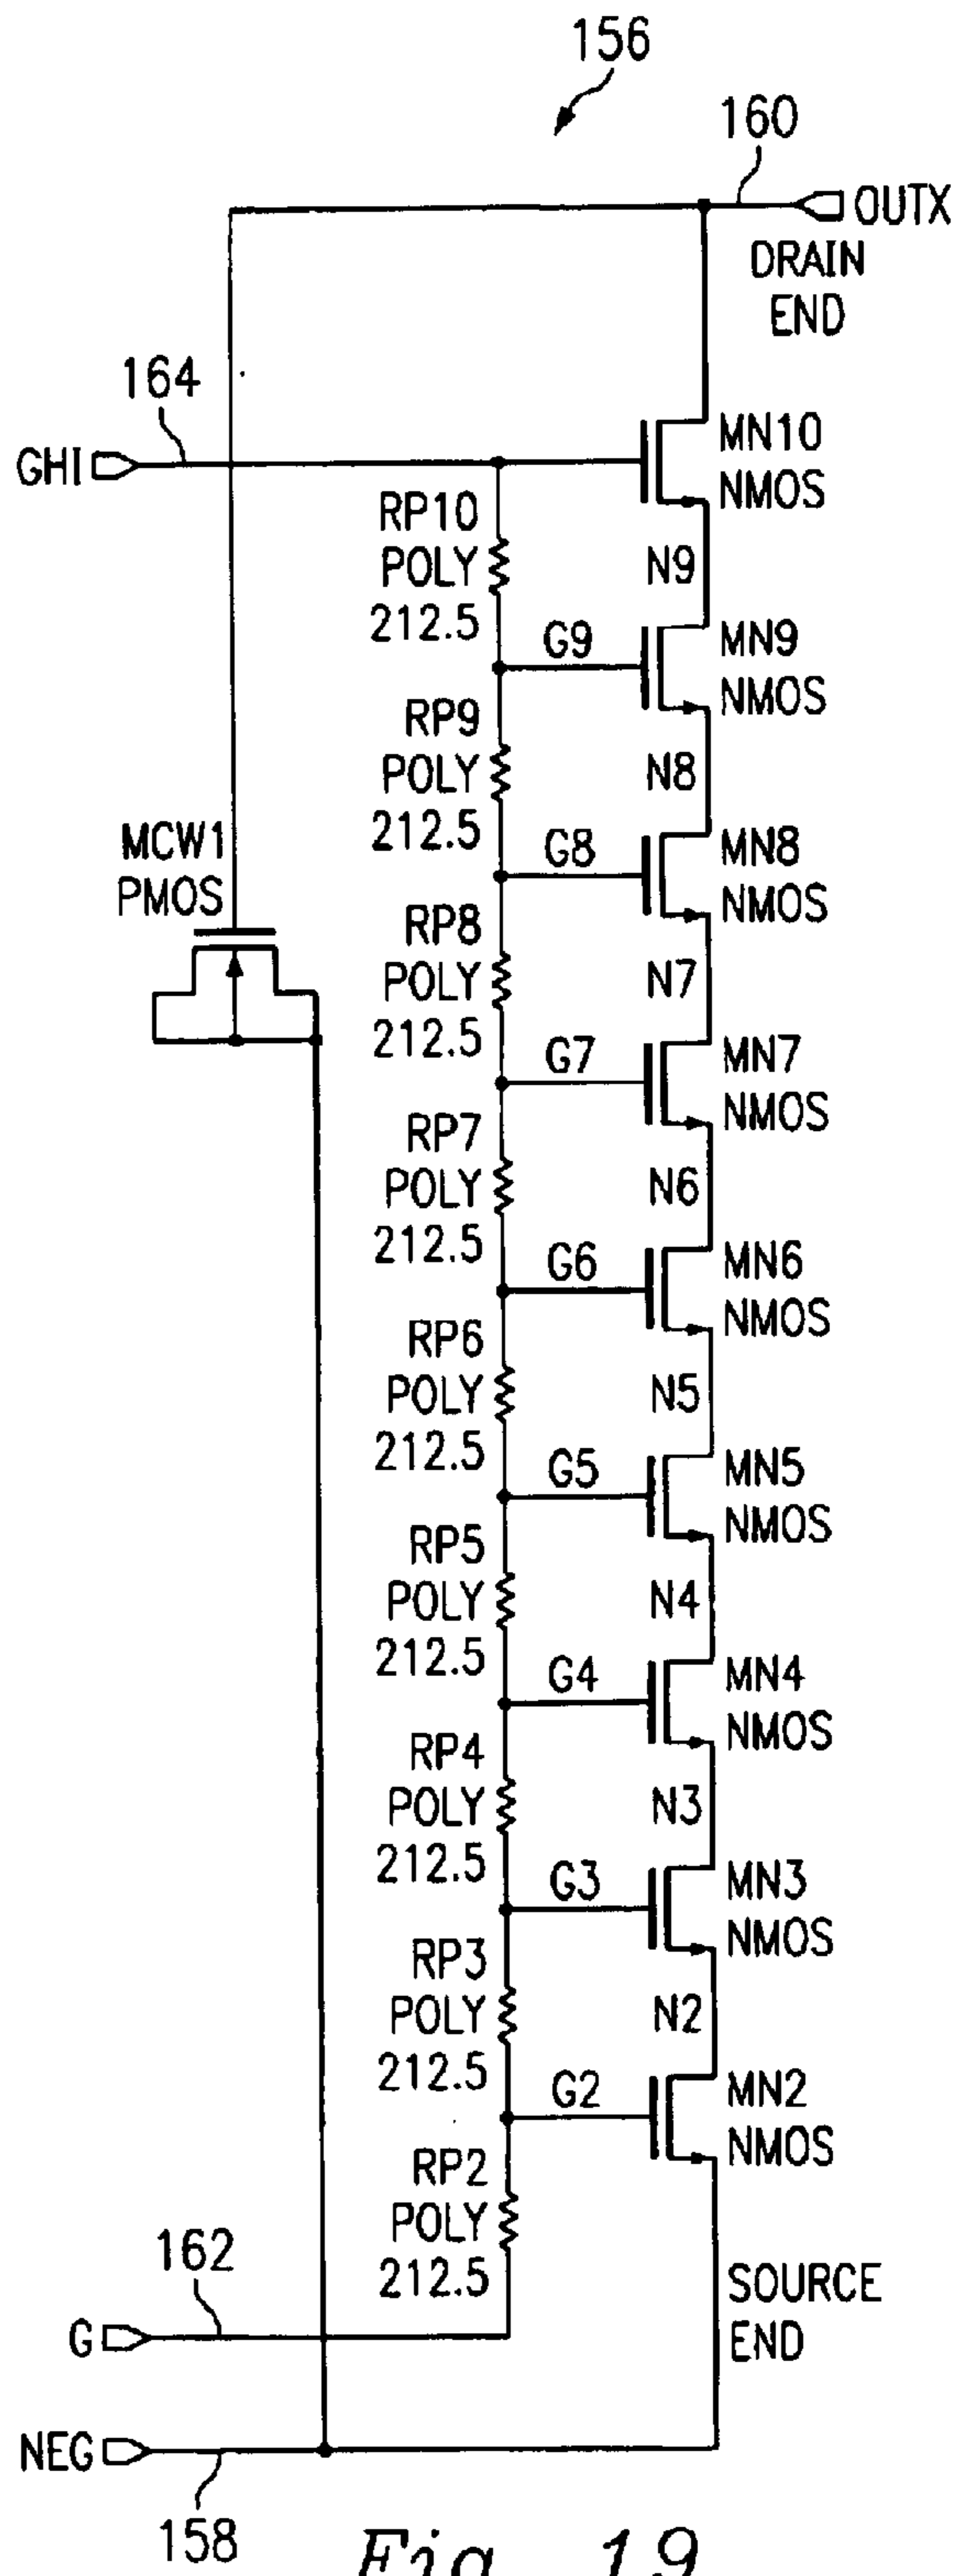 156
160
OUTX
DRAIN
END
164
GHI
MN10
NMOS
RP10
POLY
212.5
N9
G9
MN9
NMOS
RP9
POLY
212.5
N8
G8
MN8
NMOS
MCW1
PMOS
RP8
POLY
212.5
N7
G7
MN7
NMOS
RP7
POLY
212.5
N6
G6
MN6
NMOS
RP6
POLY
212.5
N5
G5
MN5
NMOS
RP5
POLY
212.5
N4
G4
MN4
NMOS
RP4
POLY
212.5
N3
G3
MN3
NMOS
RP3
POLY
212.5
N2
G2
MN2
NMOS
RP2
POLY
212.5
162
G
SOURCE
END
NEG
158
Fig. 19